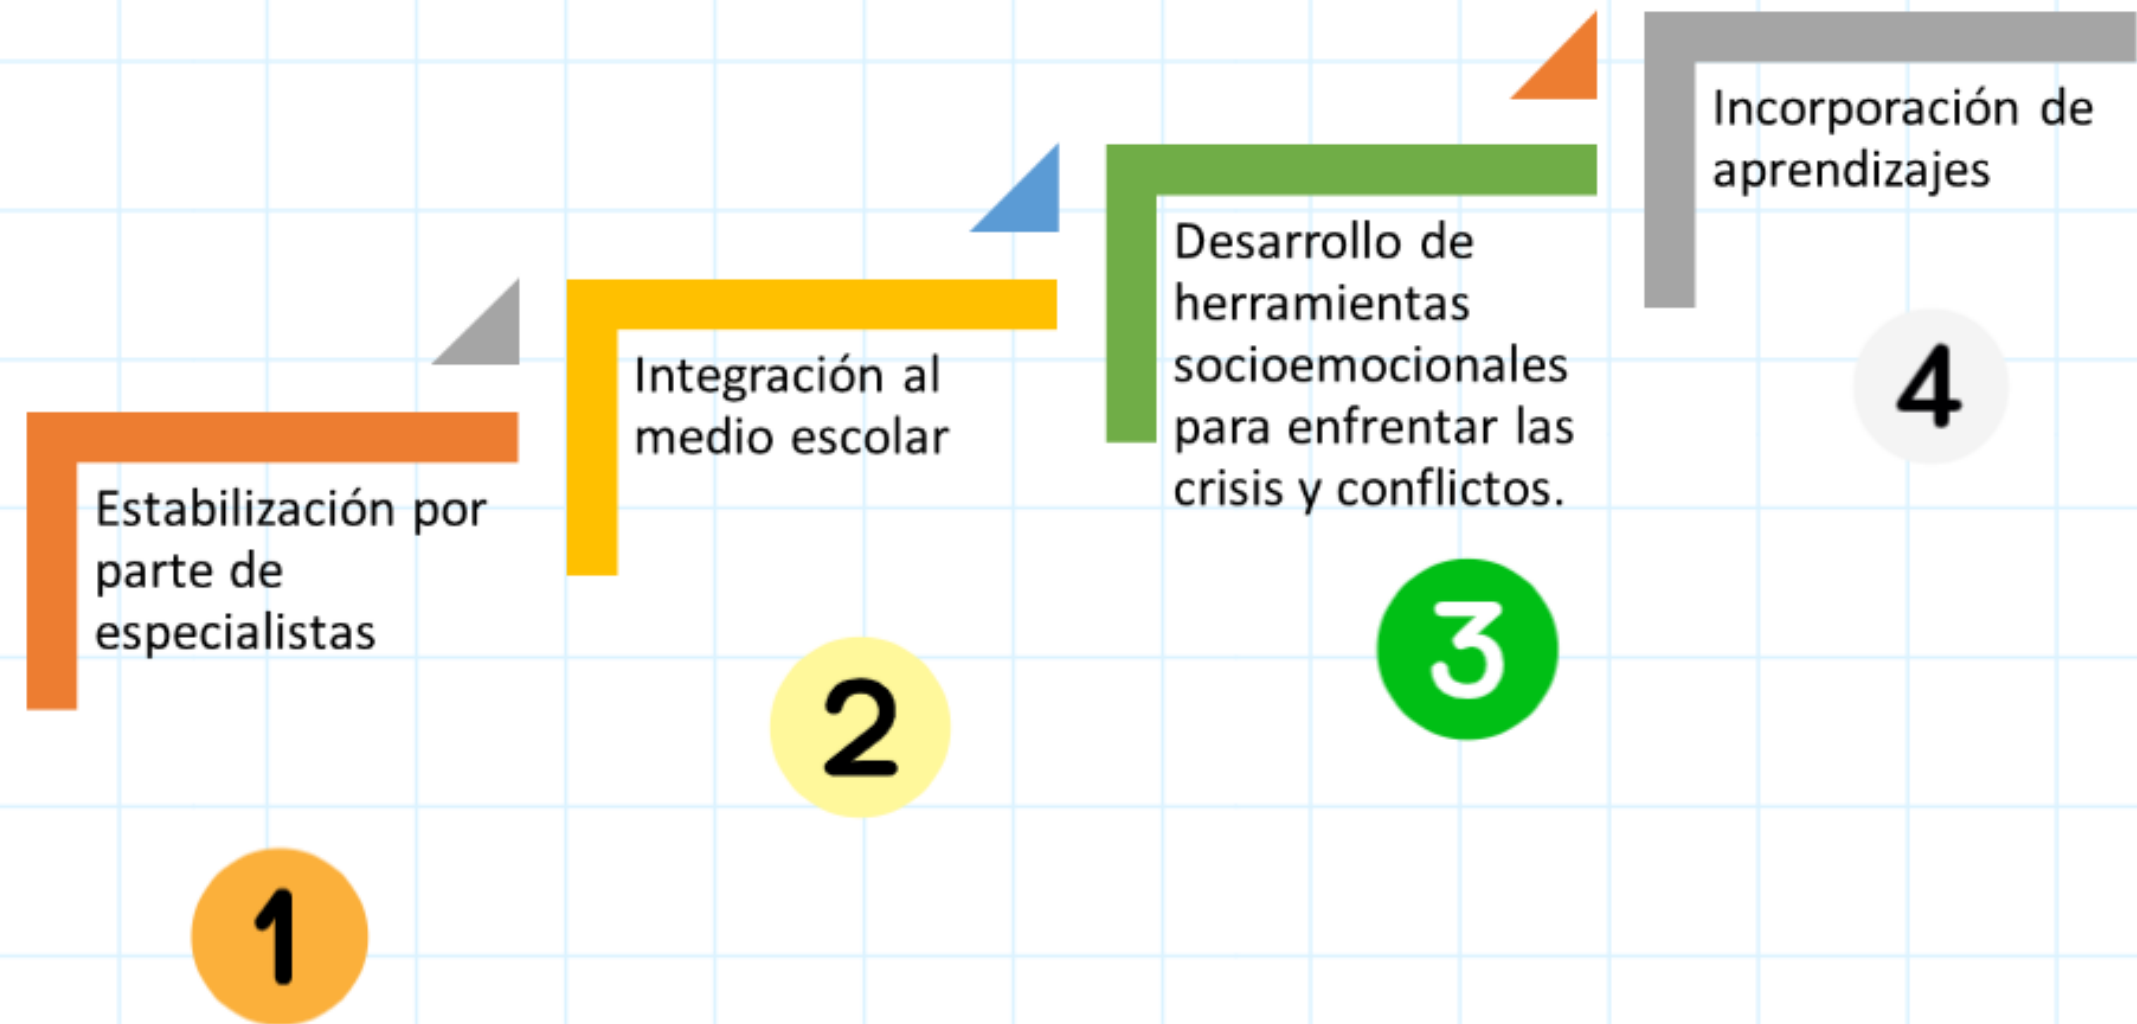 Estabilización por
parte de
especialistas
1
Integración al
medio escolar
2
Desarrollo de
herramientas
socioemocionales
para enfrentar las
crisis y conflictos.
3
Incorporación de
aprendizajes
4